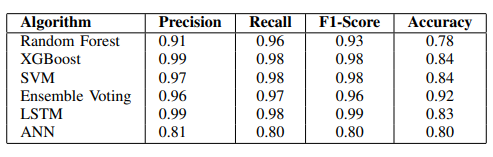 Algorithm Precision Recall F1-Score Accuracy
Random Forest 0.91 0.96 0.93 0.78
XGBoost 0.99 0.98 0.98 0.84
SVM 0.97 0.98 0.98 0.84
Ensemble Voting 0.96 0.97 0.96 0.92
LSTM 0.99 0.98 0.99 0.83
ANN 0.81 0.80 0.80 0.80